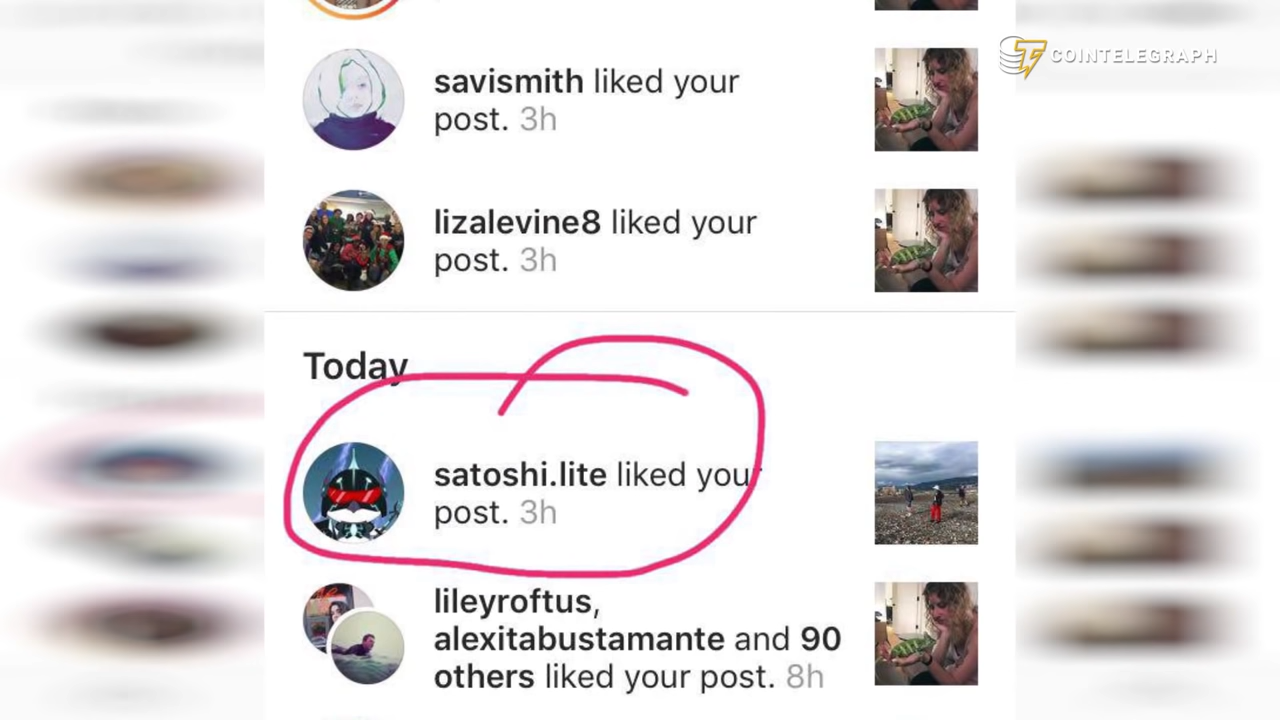 COINTELEGRAPH
savismith liked your
post. 3h
lizalevine8 liked your
post. 3h
Today
satoshi.lite liked your
post. 3h
lileyroftus,
alexitabustamante and 90
others liked your post. 8h